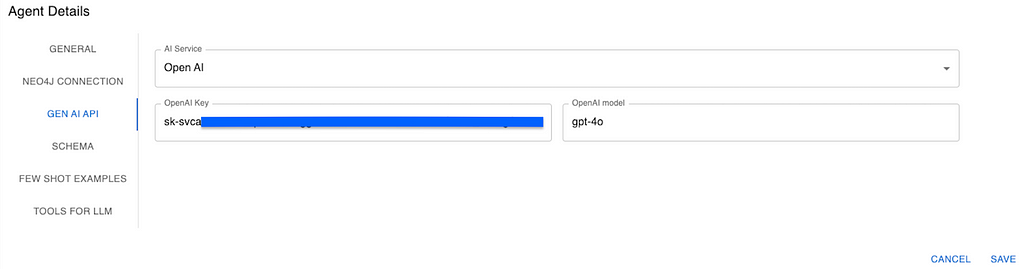 Agent Details
GENERAL
NEO4J CONNECTION
GEN AI API
SCHEMA
FEW SHOT EXAMPLES
TOOLS FOR LLM
AI Service
Open AI
OpenAI Key
sk-svca
OpenAI model
gpt-4o
CANCEL
SAVE